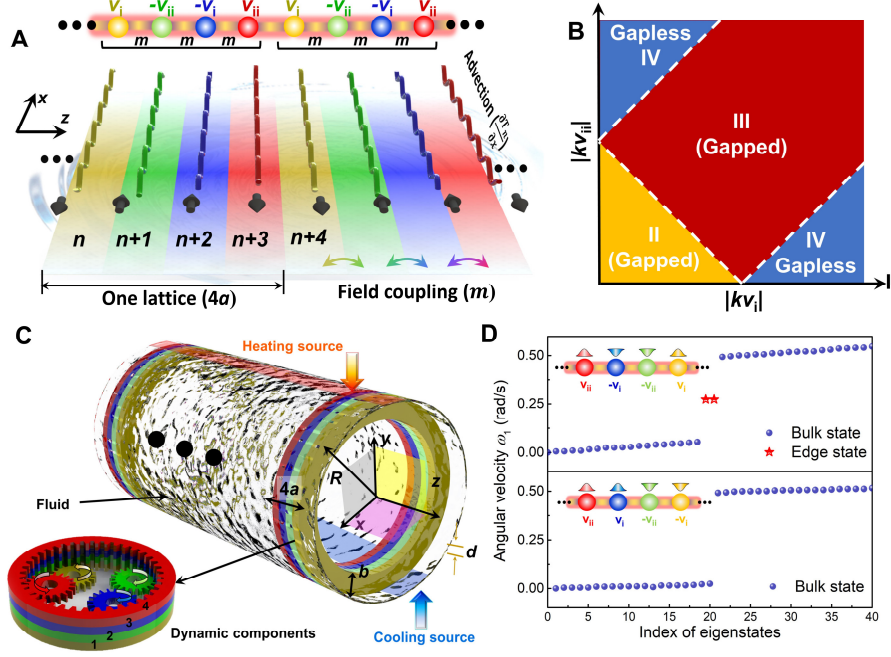 v_i -v_ii -v_i v_ii v_i -v_ii -v_i v_ii
m m m m m m
A
x
z
Advection (∂T/∂x m)
n
n+1
n+2
n+3
n+4
One lattice (4a)
Field coupling (m)
B
|kv_ii|
Gapless
IV
III
(Gapped)
II
(Gapped)
IV
Gapless
|kv_i|
C
Heating source
y
R
z
4a
x
Fluid
d
b
1
2
3
4
Dynamic components
Cooling source
D
Angular velocity ω_1 (rad/s)
0.50
v_ii -v_i -v_ii v_i
Bulk state
Edge state
0.00
0.50
v_ii v_i -v_ii -v_i
Bulk state
0.00
0 5 10 15 20 25 30 35 40
Index of eigenstates